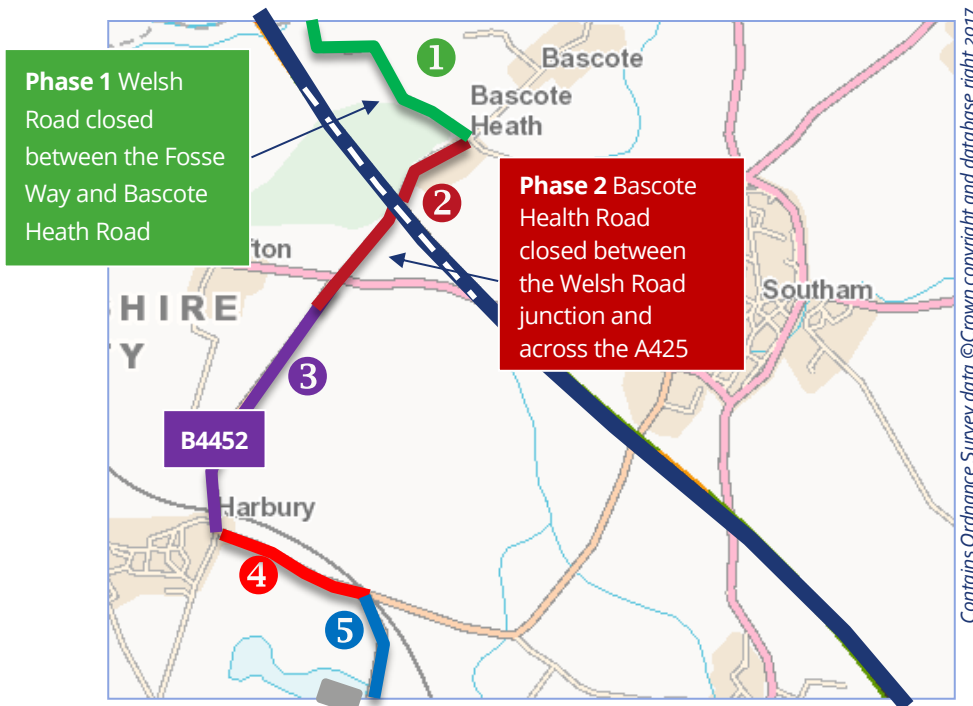 Phase 1 Welsh
Road closed
between the Fosse
Way and Bascote
Heath Road
1
Bascote
Bascote
Heath
2
Phase 2 Bascote
Health Road
closed between
the Welsh Road
junction and
across the A425
fton
HIRE
Y
Southam
3
B4452
Harbury
4
5
Contains Ordnance Survey data ©Crown copyright and database right 2017